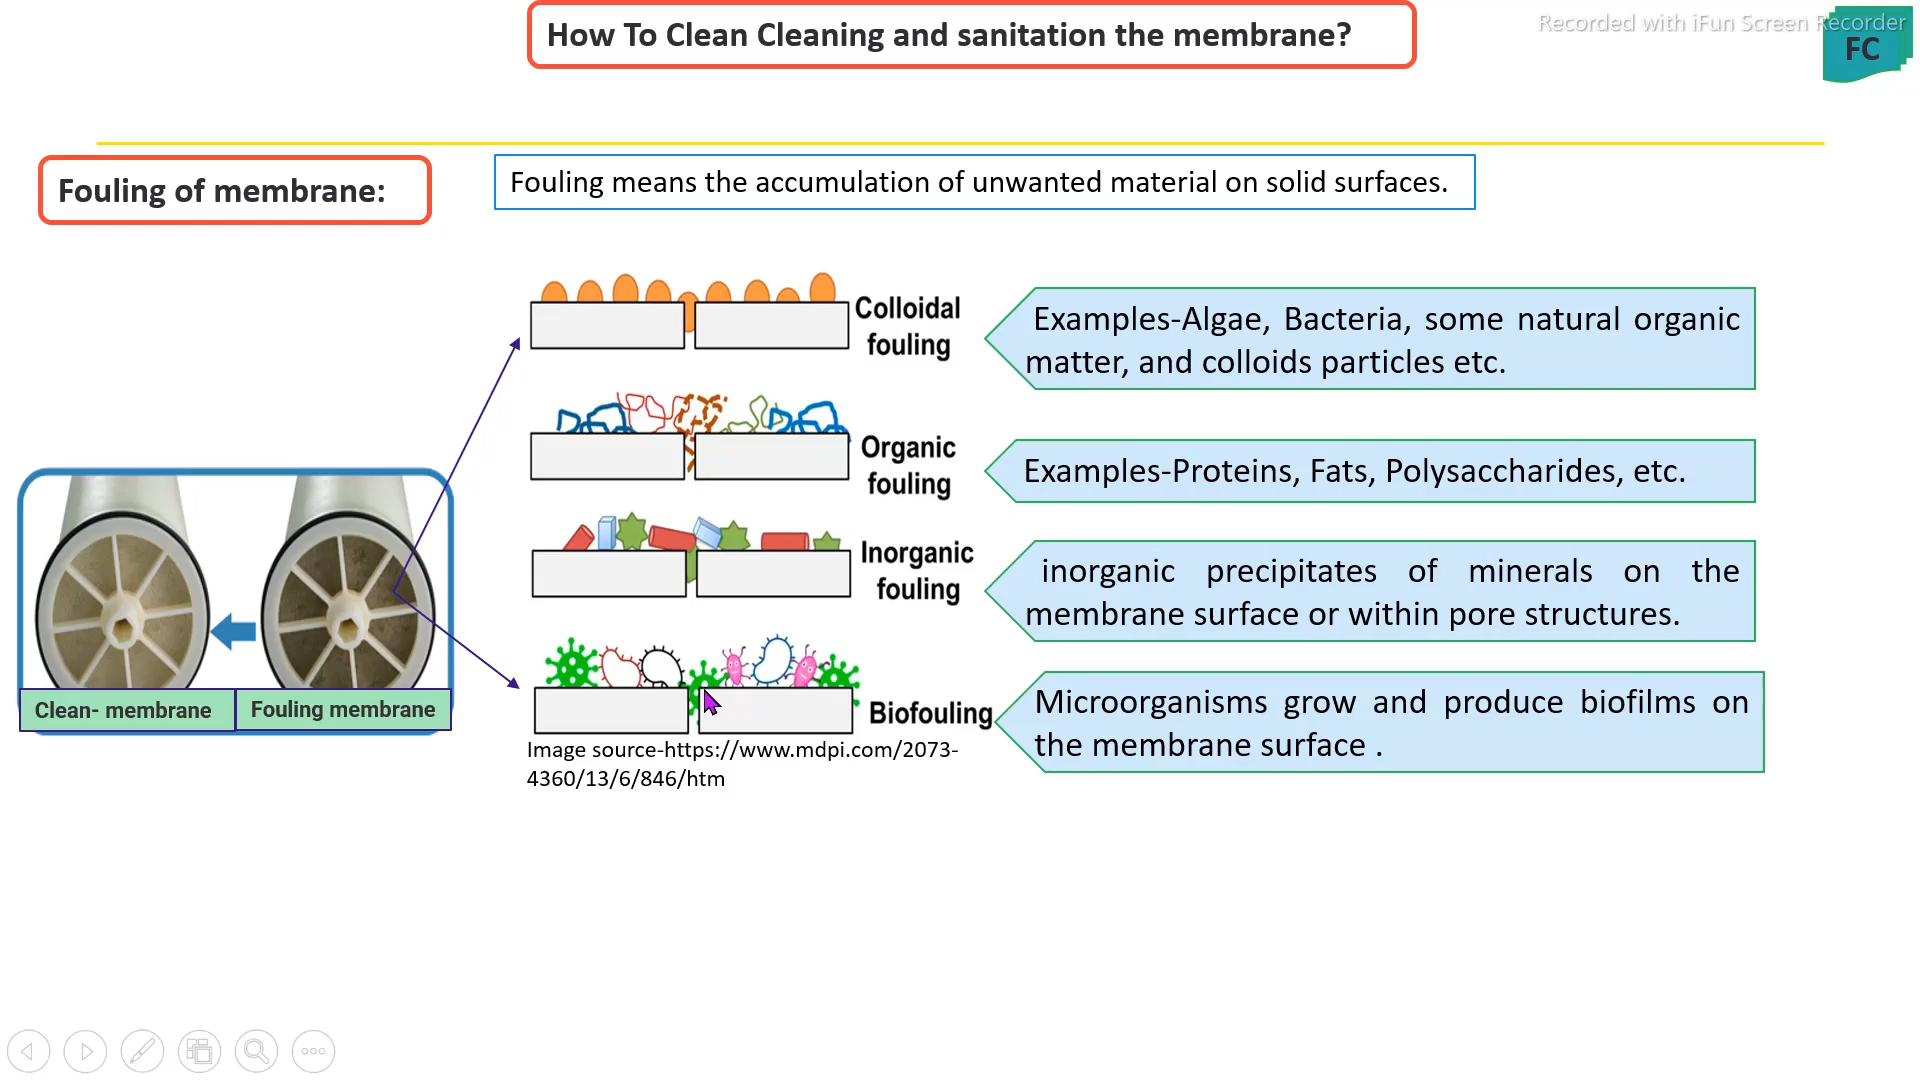 How To Clean Cleaning and sanitation the membrane?
Recorded with iFun Screen Recorder
FC
Fouling of membrane:
Fouling means the accumulation of unwanted material on solid surfaces.
Colloidal
fouling
Examples-Algae, Bacteria, some natural organic
matter, and colloids particles etc.
Organic
fouling
Examples-Proteins, Fats, Polysaccharides, etc.
Inorganic
fouling
inorganic precipitates of minerals on the
membrane surface or within pore structures.
Biofouling
Microorganisms grow and produce biofilms on
the membrane surface .
Clean- membrane
Fouling membrane
Image source-https://www.mdpi.com/2073-
4360/13/6/846/htm